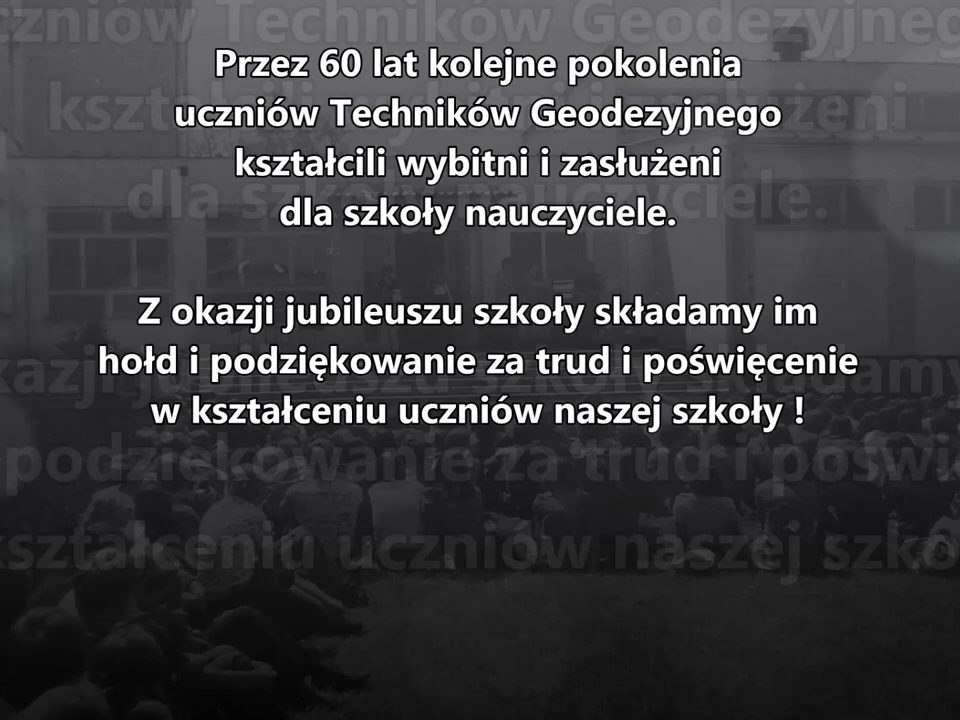 Przez 60 lat kolejne pokolenia
uczniów Techników Geodezyjnego
kształcili wybitni i zasłużeni
dla szkoły nauczyciele.
Z okazji jubileuszu szkoły składamy im
hołd i podziękowanie za trud i poświęcenie
w kształceniu uczniów naszej szkoły !